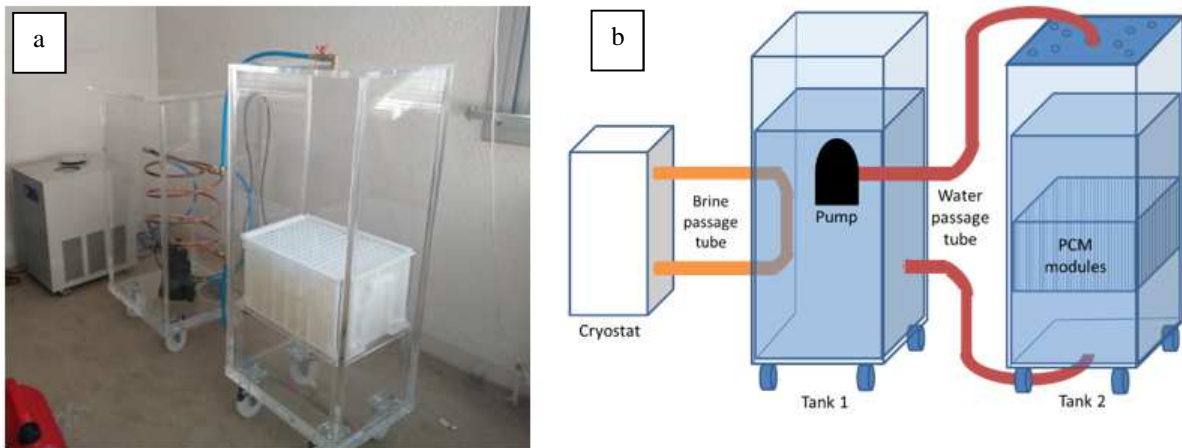 a
b
Cryostat
Brine
passage
tube
Pump
Tank 1
Water
passage
tube
PCM
modules
Tank 2